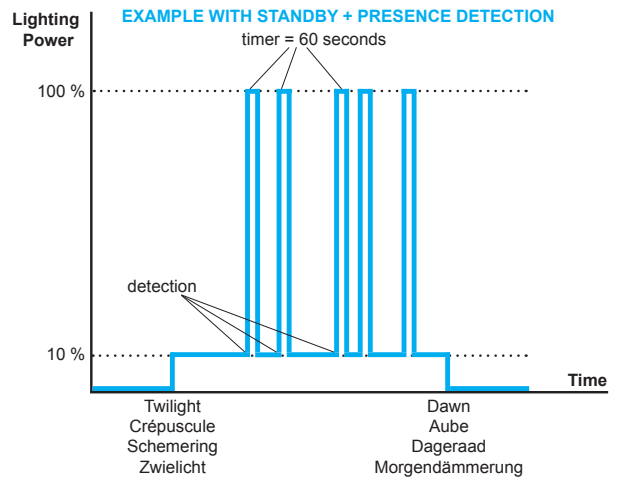 EXAMPLE WITH STANDBY + PRESENCE DETECTION
Lighting
Power
timer = 60 seconds
100 %
detection
10 %
Time
Twilight
Crépuscule
Schemering
Zwielicht
Dawn
Aube
Dageraad
Morgendämmerung